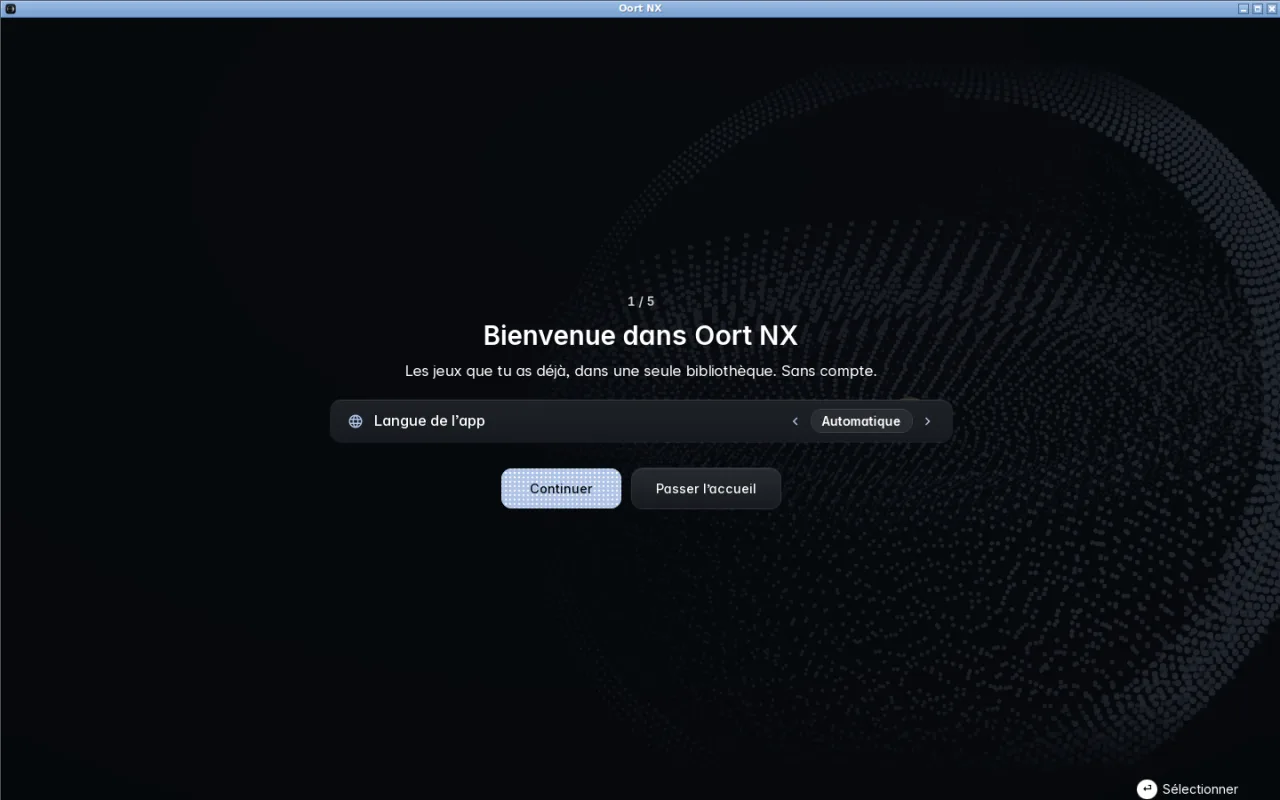 Oort NX
1 / 5
Bienvenue dans Oort NX
Les jeux que tu as déjà, dans une seule bibliothèque. Sans compte.
Langue de l’app
Automatique
Continuer
Passer l’accueil
Sélectionner